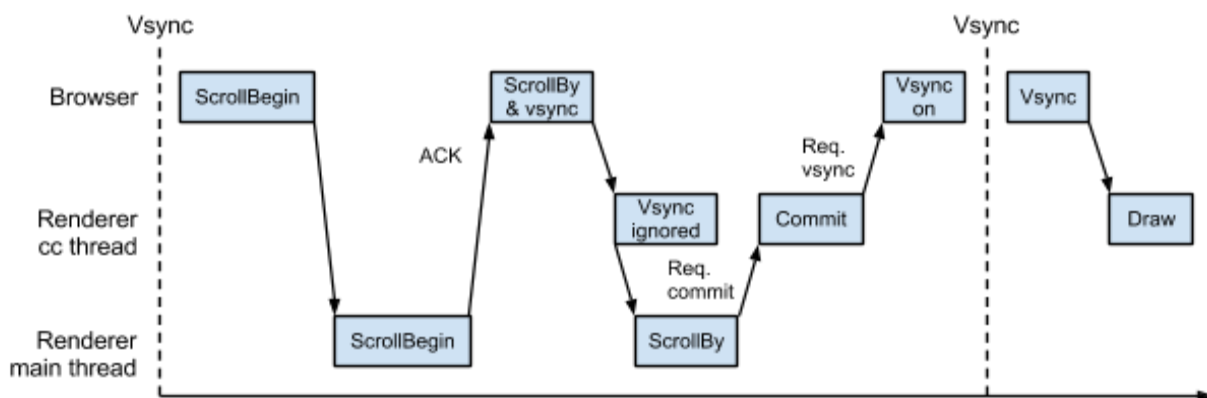 Vsync
Vsync
Browser
ScrollBegin
ScrollBy
& vsync
Vsync
on
Vsync
ACK
Req.
vsync
Renderer
cc thread
Vsync
ignored
Commit
Draw
Req.
commit
Renderer
main thread
ScrollBegin
ScrollBy